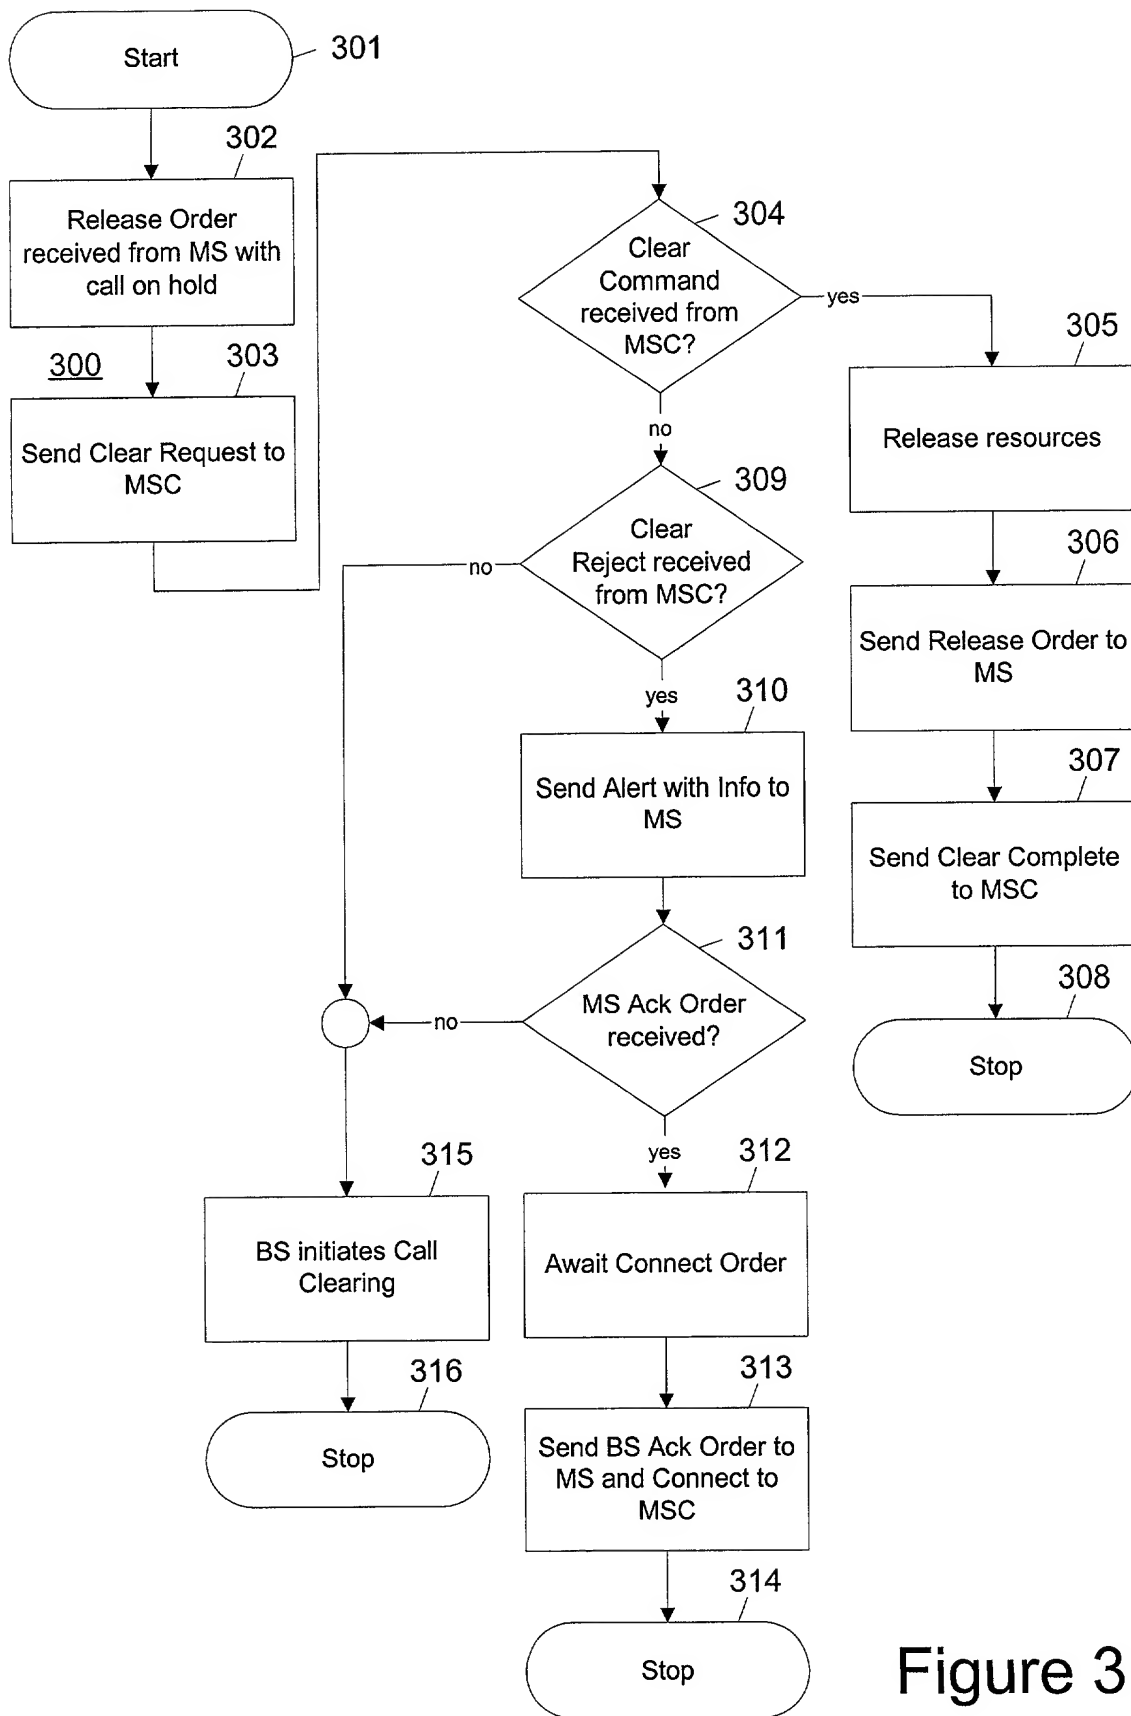 Start
301
302
Release Order
received from MS with
call on hold
300
303
Send Clear Request to
MSC
304
Clear
Command
received from
MSC?
yes
305
Release resources
no
309
Clear
Reject received
from MSC?
no
306
Send Release Order to
MS
yes
310
Send Alert with Info to
MS
307
Send Clear Complete
to MSC
311
MS Ack Order
received?
no
308
Stop
yes
315
BS initiates Call
Clearing
312
Await Connect Order
316
Stop
313
Send BS Ack Order to
MS and Connect to
MSC
314
Stop
Figure 3